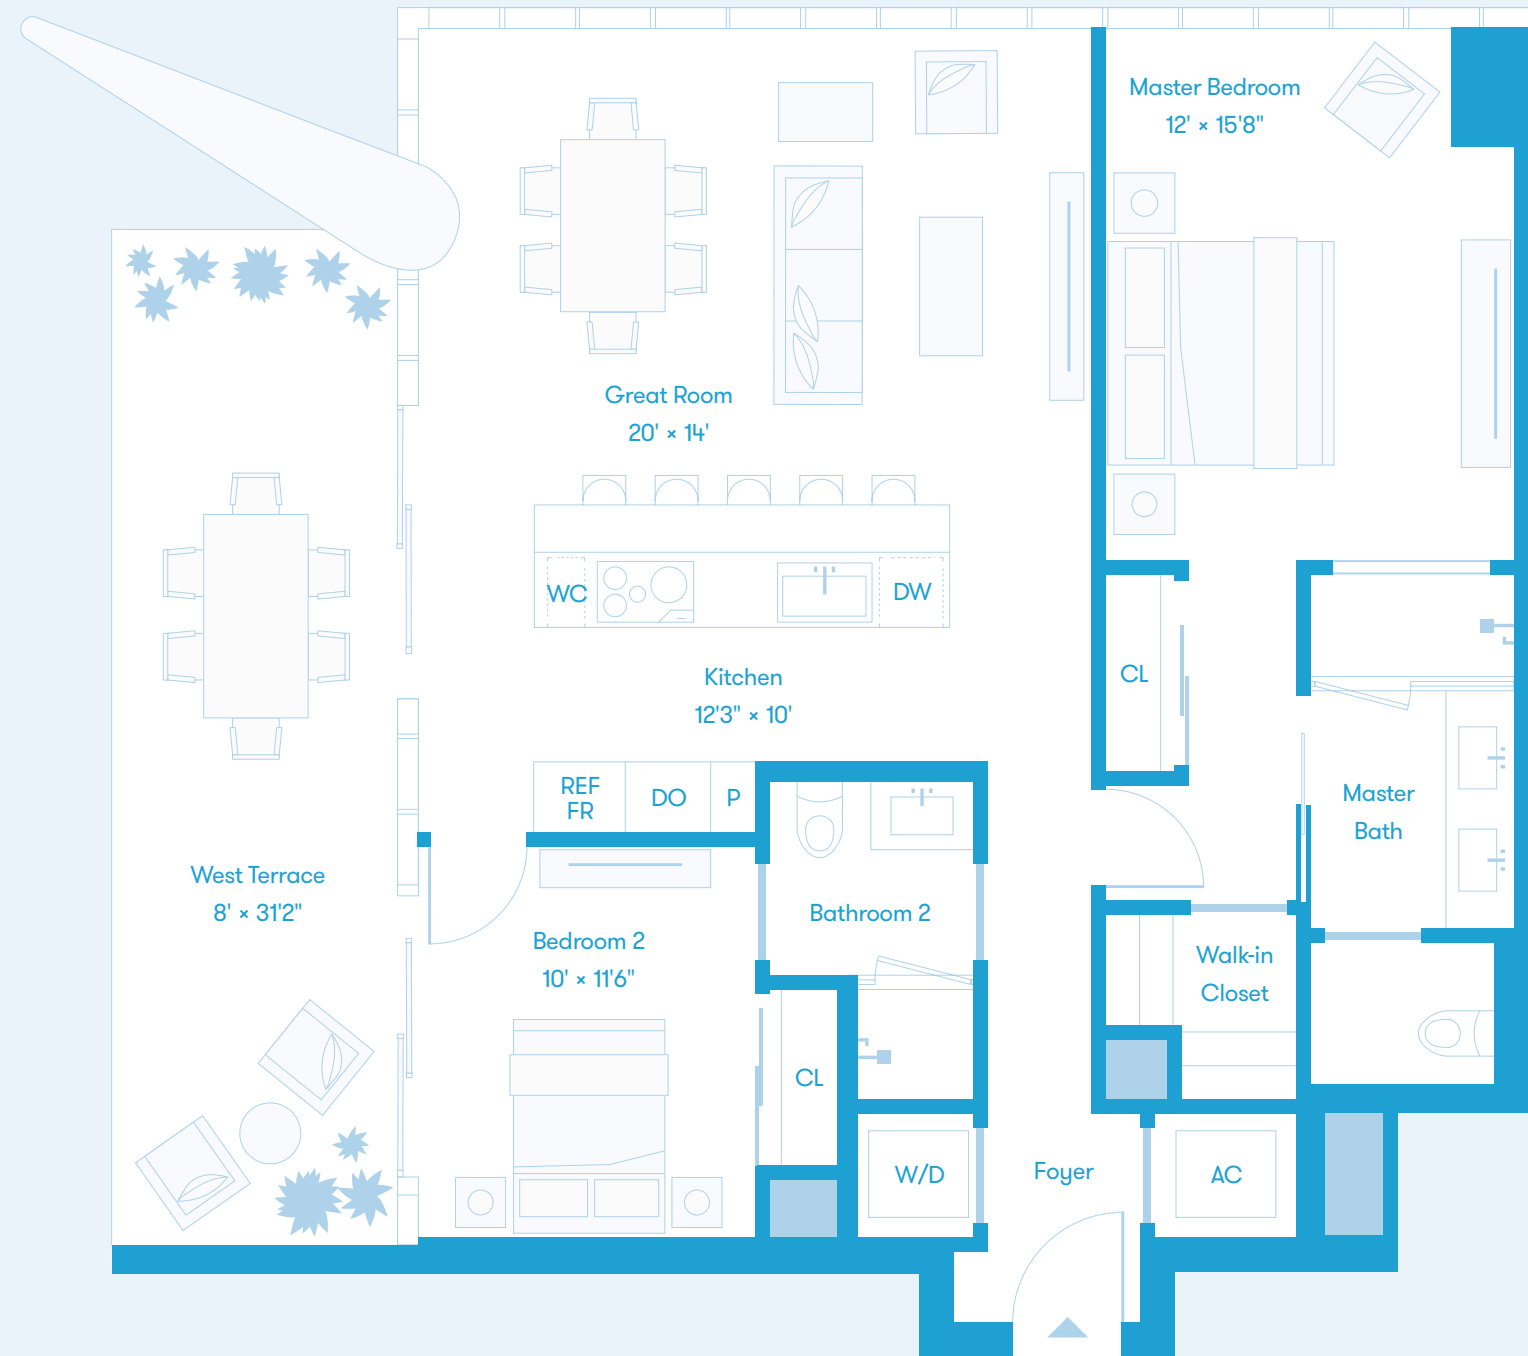 Master Bedroom
12' × 15'8"
Great Room
20' × 14'
WC
DW
Kitchen
12'3" × 10'
CL
REF
FR
DO
P
Master
Bath
West Terrace
8' × 31'2"
Bedroom 2
10' × 11'6"
Bathroom 2
Walk-in
Closet
CL
W/D
Foyer
AC